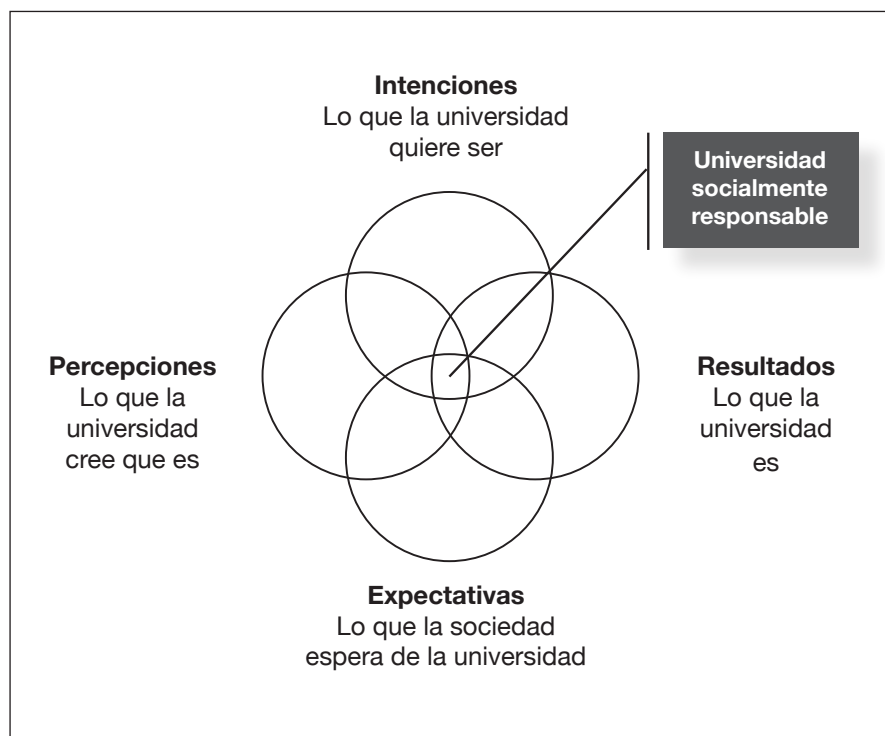 Intenciones
Lo que la universidad
quiere ser
Universidad
socialmente
responsable
Percepciones
Lo que la
universidad
cree que es
Resultados
Lo que la
universidad
es
Expectativas
Lo que la sociedad
espera de la universidad